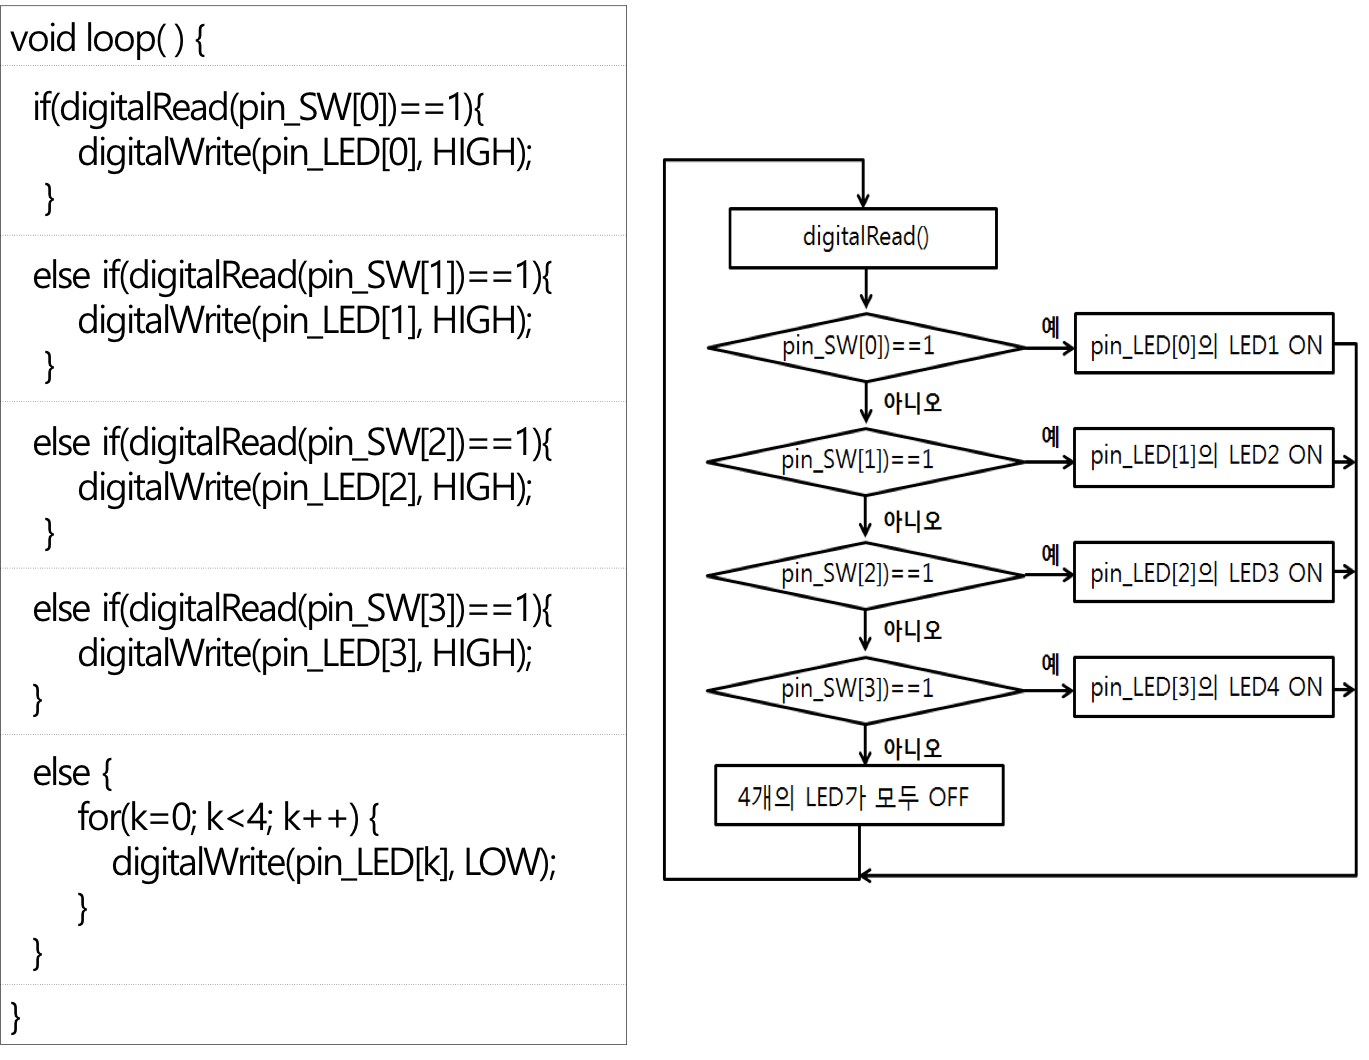 void loop( ) {
if(digitalRead(pin_SW[0])==1){
digitalWrite(pin_LED[0], HIGH);
}
else if(digitalRead(pin_SW[1])==1){
digitalWrite(pin_LED[1], HIGH);
}
else if(digitalRead(pin_SW[2])==1){
digitalWrite(pin_LED[2], HIGH);
}
else if(digitalRead(pin_SW[3])==1){
digitalWrite(pin_LED[3], HIGH);
}
else {
for(k=0; k<4; k++) {
digitalWrite(pin_LED[k], LOW);
}
}
}
digitalRead()
pin_SW[0])==1
예
pin_LED[0]의 LED1 ON
아니오
pin_SW[1])==1
예
pin_LED[1]의 LED2 ON
아니오
pin_SW[2])==1
예
pin_LED[2]의 LED3 ON
아니오
pin_SW[3])==1
예
pin_LED[3]의 LED4 ON
아니오
4개의 LED가 모두 OFF